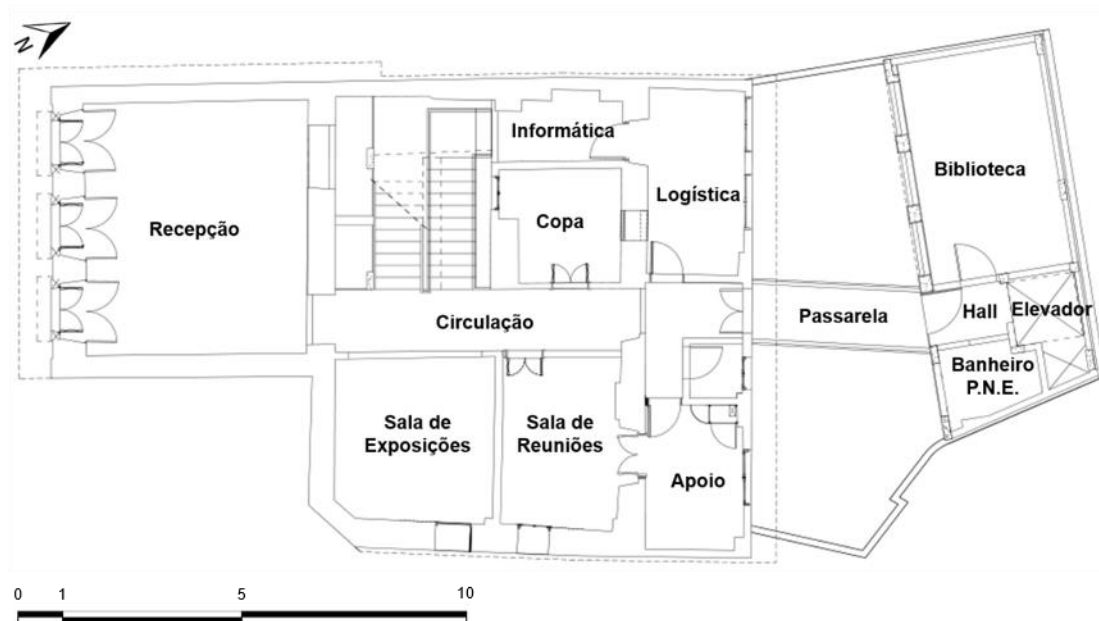 N
Informática
Biblioteca
Logística
Recepção
Copa
Passarela
Hall
Elevador
Circulação
Banheiro
P.N.E.
Sala de
Exposições
Sala de
Reuniões
Apoio
0 1 5 10